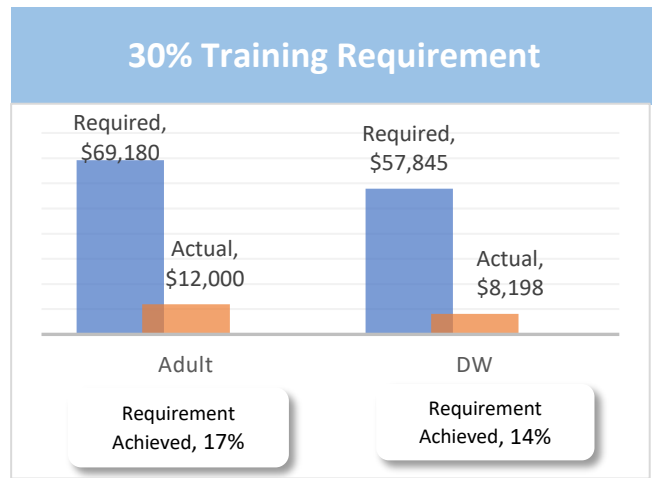 30% Training Requirement
Required,
$69,180
Actual,
$12,000
Required,
$57,845
Actual,
$8,198
Adult
DW
Requirement
Achieved, 17%
Requirement
Achieved, 14%